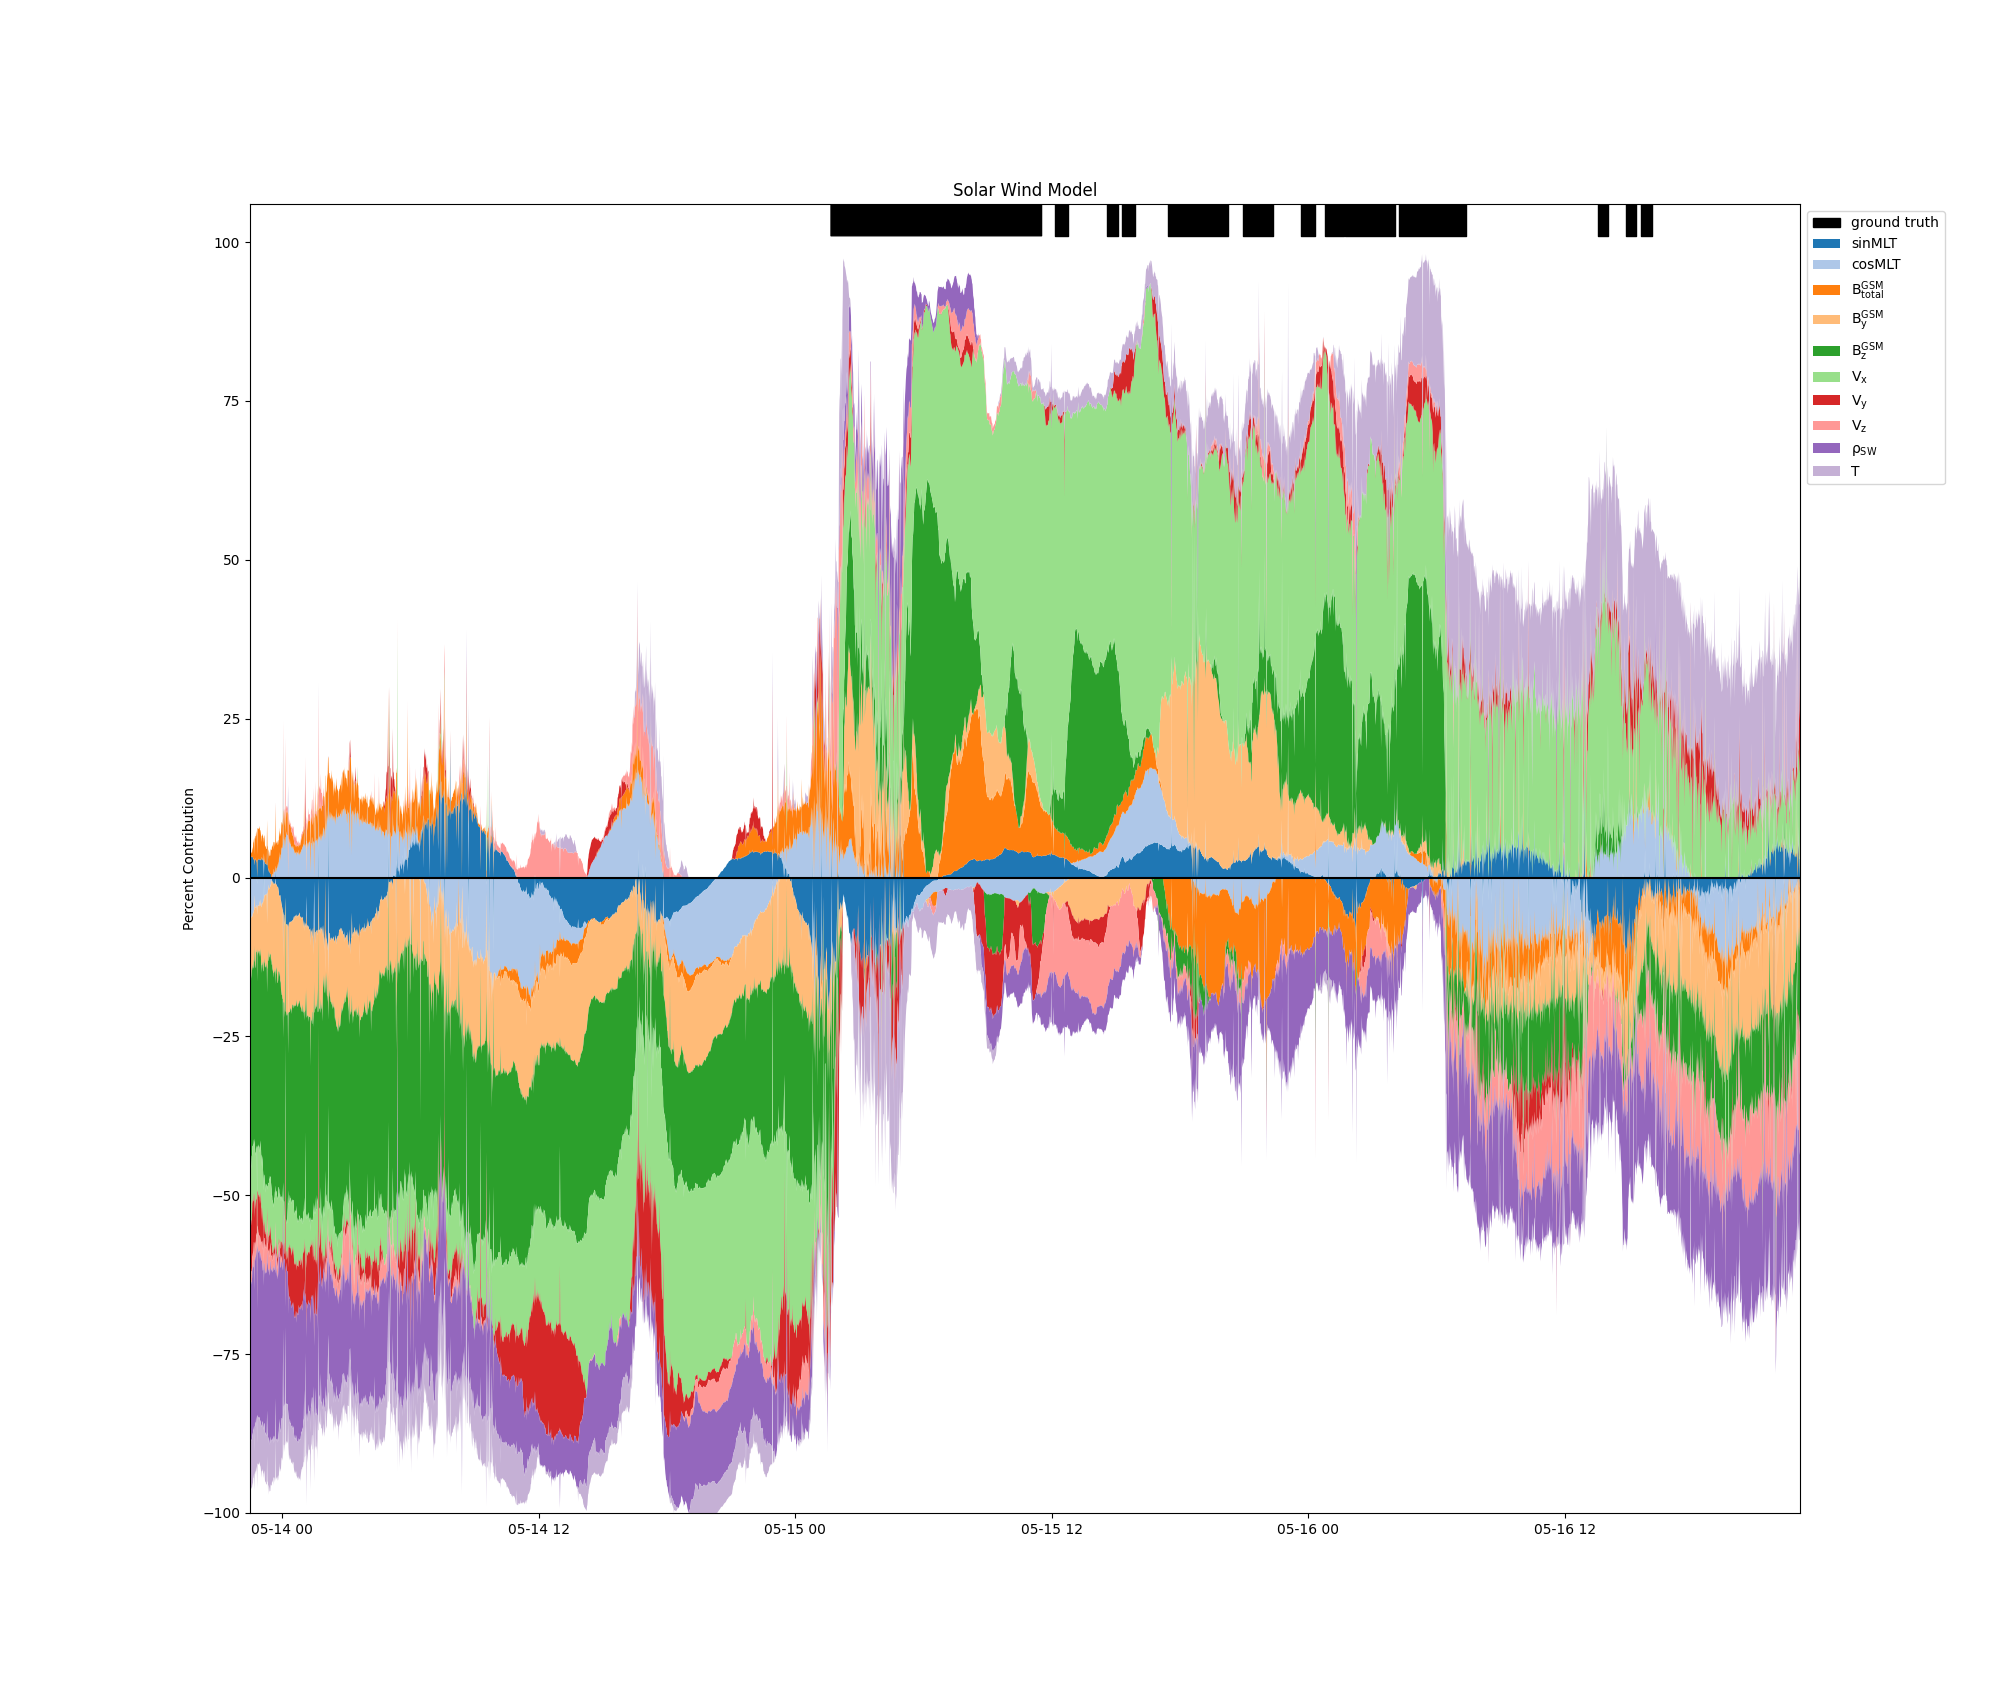 Solar Wind Model
Percent Contribution
100
75
50
25
0
−25
−50
−75
−100
05-14 00
05-14 12
05-15 00
05-15 12
05-16 00
05-16 12
ground truth
sinMLT
cosMLT
B_total^GSM
B_y^GSM
B_z^GSM
V_x
V_y
V_z
ρ_SW
T